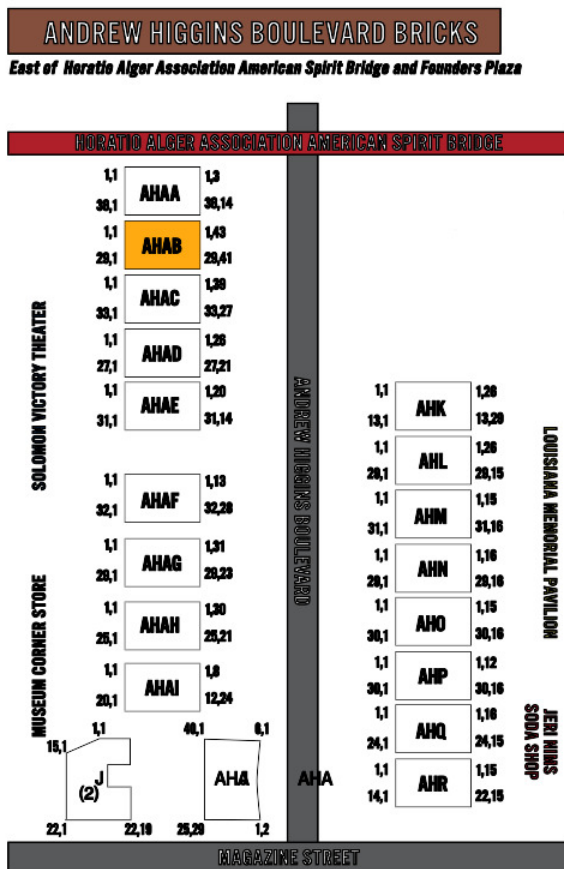 ANDREW HIGGINS BOULEVARD BRICKS
East of Horatio Alger Association American Spirit Bridge and Founders Plaza
HORATIO ALGER ASSOCIATION AMERICAN SPIRIT BRIDGE
1,1 AHAA 1,3
38,1 38,14
1,1 AHAB 1,43
29,1 29,41
1,1 AHAC 1,39
33,1 33,27
1,1 AHAD 1,26
27,1 27,21
1,1 AHAE 1,20
31,1 31,14
1,1 AHAF 1,13
32,1 32,28
1,1 AHAG 1,31
29,1 29,23
1,1 AHAH 1,30
25,1 25,21
1,1 AHAI 1,8
20,1 12,24
SOLOMON VICTORY THEATER
MUSEUM CORNER STORE
1,1
15,1
J
(2)
22,1 22,19
40,1 6,1
25,29 1,2
AHA
ANDREW HIGGINS BOULEVARD
1,1 AHK 1,26
13,1 13,29
1,1 AHL 1,26
29,1 29,15
1,1 AHM 1,15
31,1 31,16
1,1 AHN 1,16
29,1 29,16
1,1 AHO 1,15
30,1 30,16
1,1 AHP 1,12
30,1 30,16
1,1 AHQ 1,16
24,1 24,15
1,1 AHR 1,15
14,1 22,15
LOUISIANA MEMORIAL PAVILION
JERI NIMS
SODA SHOP
MAGAZINE STREET